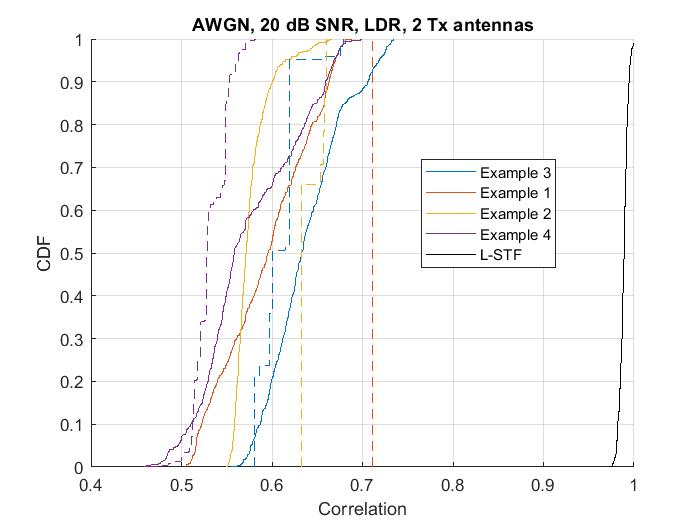 AWGN, 20 dB SNR, LDR, 2 Tx antennas
1
0.9
0.8
0.7
0.6
0.5
0.4
0.3
0.2
0.1
0
CDF
Example 3
Example 1
Example 2
Example 4
L-STF
0.4 0.5 0.6 0.7 0.8 0.9 1
Correlation